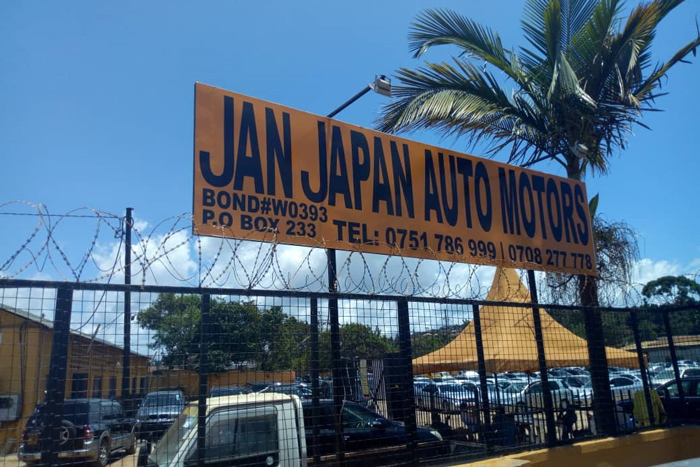 JAN JAPAN AUTO MOTORS
BOND#W0393
P.O BOX 233
TEL: 0751 786 999 | 0708 277 778